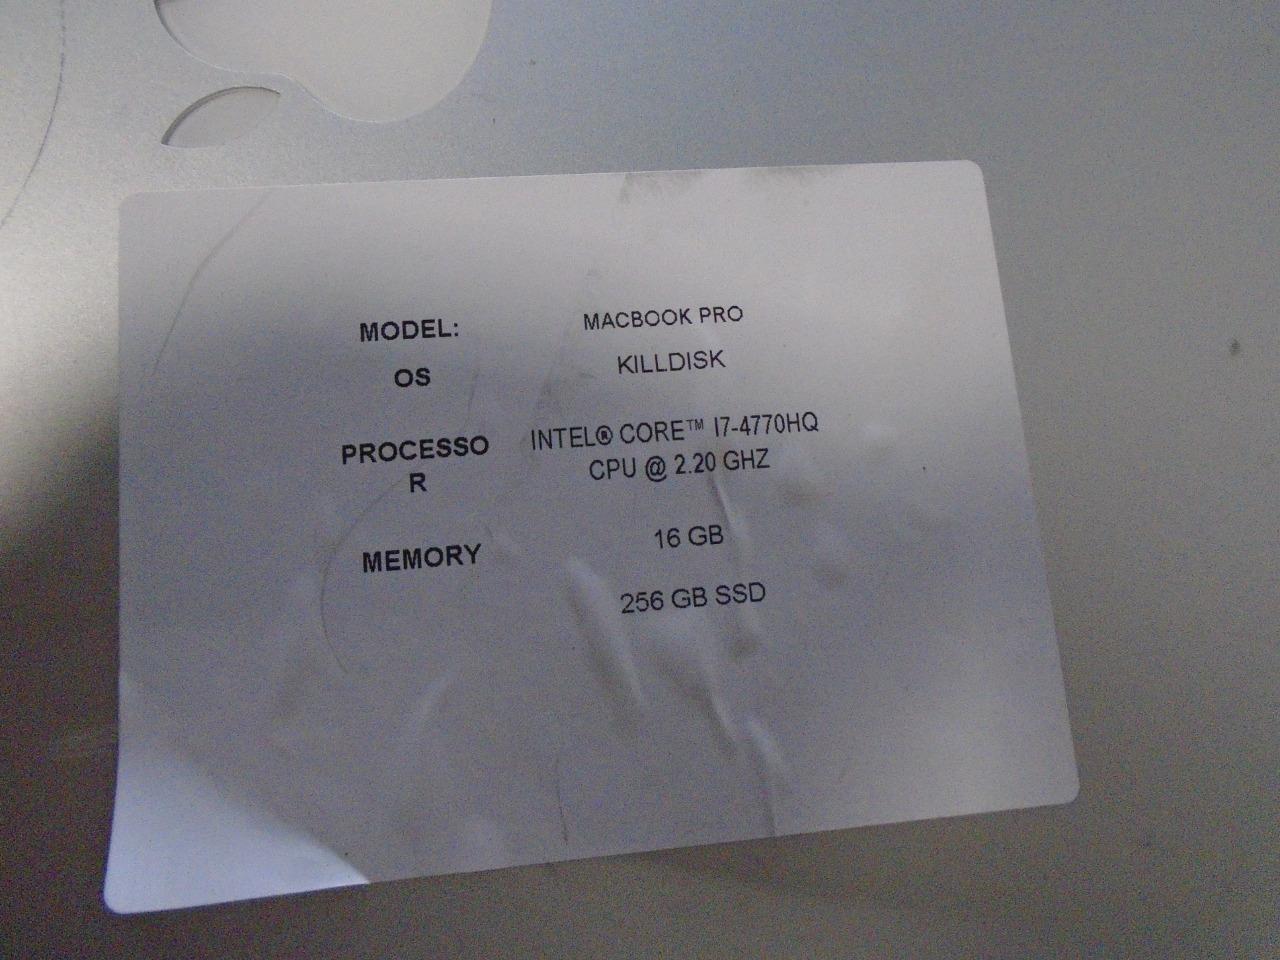 MODEL: MACBOOK PRO
OS KILLDISK
PROCESSO INTEL® CORE™ I7-4770HQ
R CPU @ 2.20 GHZ
MEMORY 16 GB
256 GB SSD